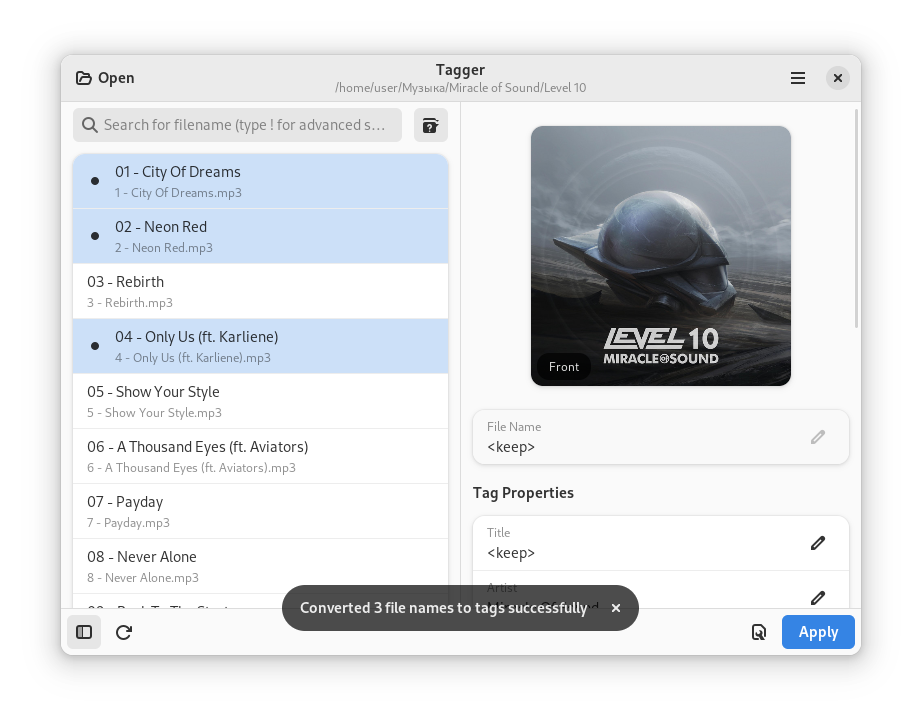 Open
Tagger
/home/user/Музыка/Miracle of Sound/Level 10
Search for filename (type ! for advanced s...
01 - City Of Dreams
1 - City Of Dreams.mp3
02 - Neon Red
2 - Neon Red.mp3
03 - Rebirth
3 - Rebirth.mp3
04 - Only Us (ft. Karliene)
4 - Only Us (ft. Karliene).mp3
05 - Show Your Style
5 - Show Your Style.mp3
06 - A Thousand Eyes (ft. Aviators)
6 - A Thousand Eyes (ft. Aviators).mp3
07 - Payday
7 - Payday.mp3
08 - Never Alone
8 - Never Alone.mp3
LEVEL 10
MIRACLE OF SOUND
Front
File Name
<keep>
Tag Properties
Title
<keep>
Artist
Converted 3 file names to tags successfully
Apply